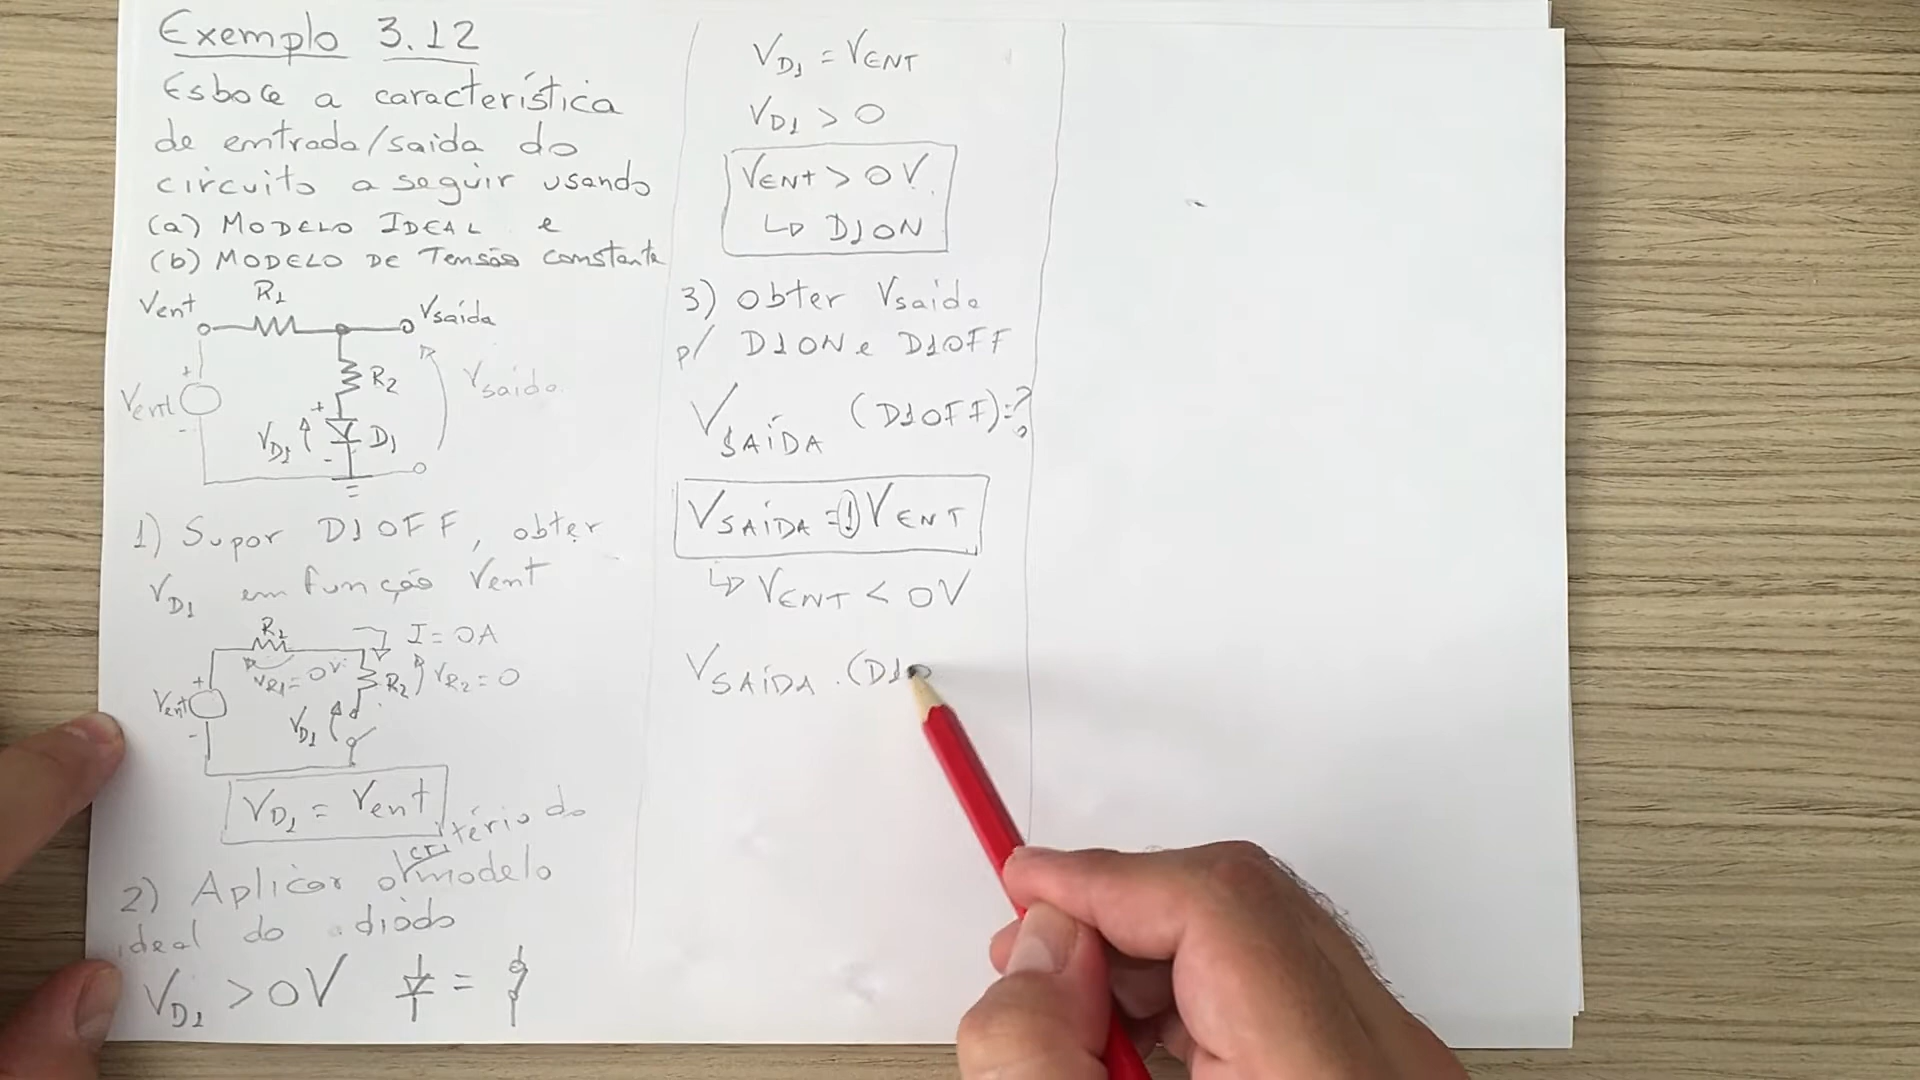 Exemplo 3.12
Esboce a característica
de entrada/saída do
circuito a seguir usando
(a) MODELO IDEAL e
(b) MODELO DE Tensão constante
Vent
R1
Vsaída
R2
Vent
+
-
Vsaída
VD1
+
-
D1
1) Supor D1 OFF, obter
VD1 em função Vent
R1
I = 0A
VR1 = 0V
R2
VR2 = 0
Vent
+
-
VD1
VD1 = Vent
2) Aplicar o critério do modelo
ideal do diodo
VD1 > 0V =
VD1 = VENT
VD1 > 0
VENT > 0V
↳ D1 ON
3) Obter Vsaída
p/ D1 ON e D1 OFF
VSAÍDA (D1 OFF) = ?
VSAÍDA = 1 VENT
↳ VENT < 0V
VSAÍDA (D1O